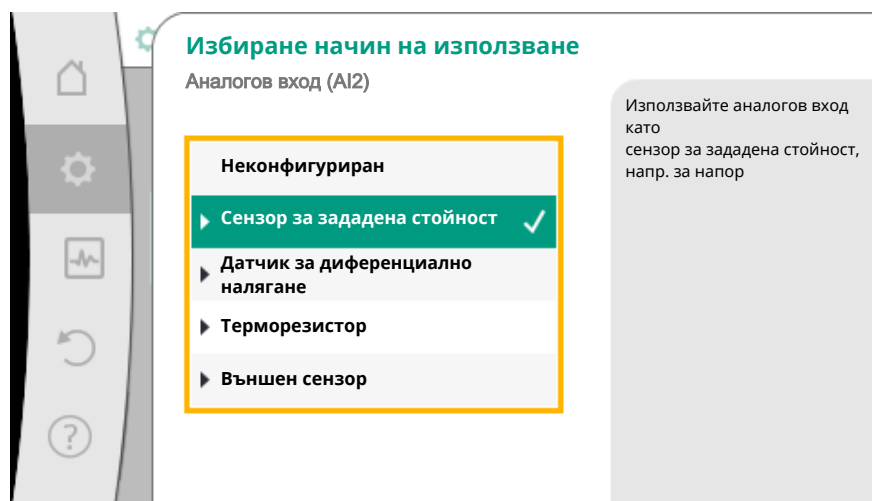 Избиране начин на използване
Аналогов вход (AI2)
Неконфигуриран
Сензор за зададена стойност
Датчик за диференциално
налягане
Терморезистор
Външен сензор
Използвайте аналогов вход
като
сензор за зададена стойност,
напр. за напор
?